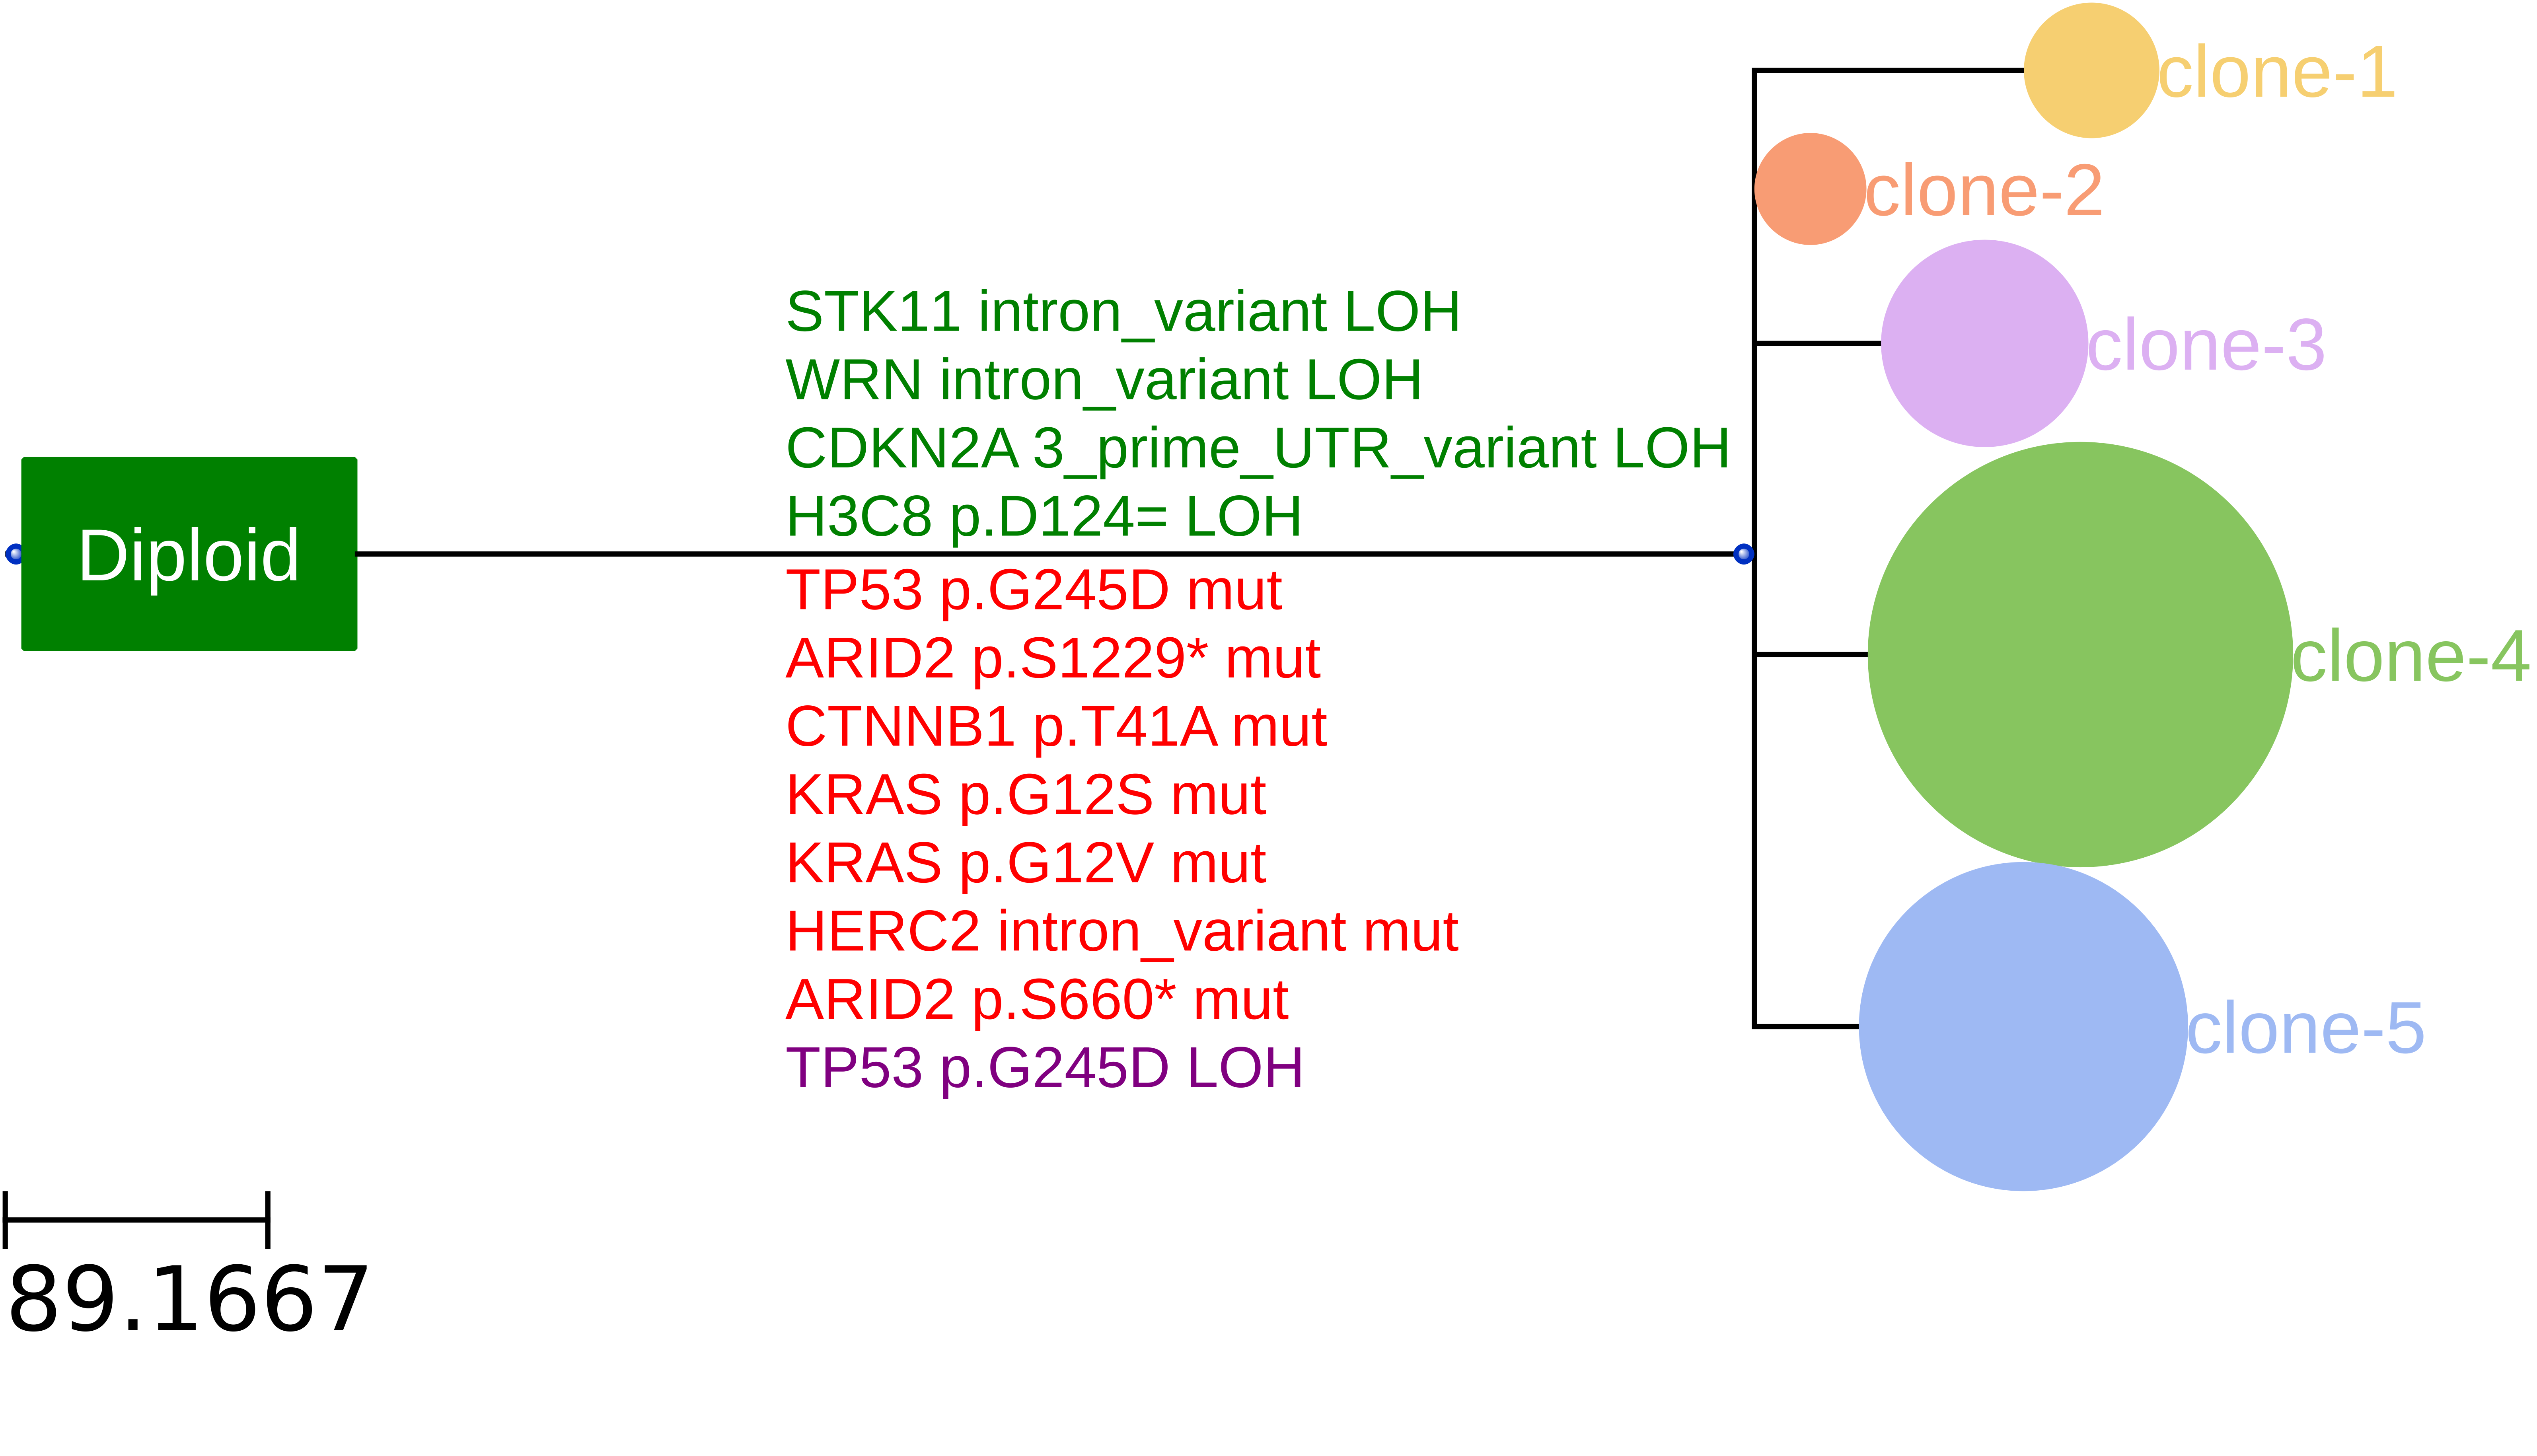 clone-1
clone-2
clone-3
STK11 intron_variant LOH
WRN intron_variant LOH
CDKN2A 3_prime_UTR_variant LOH
H3C8 p.D124= LOH
Diploid
TP53 p.G245D mut
ARID2 p.S1229* mut
CTNNB1 p.T41A mut
KRAS p.G12S mut
KRAS p.G12V mut
HERC2 intron_variant mut
ARID2 p.S660* mut
TP53 p.G245D LOH
clone-4
clone-5
89.1667